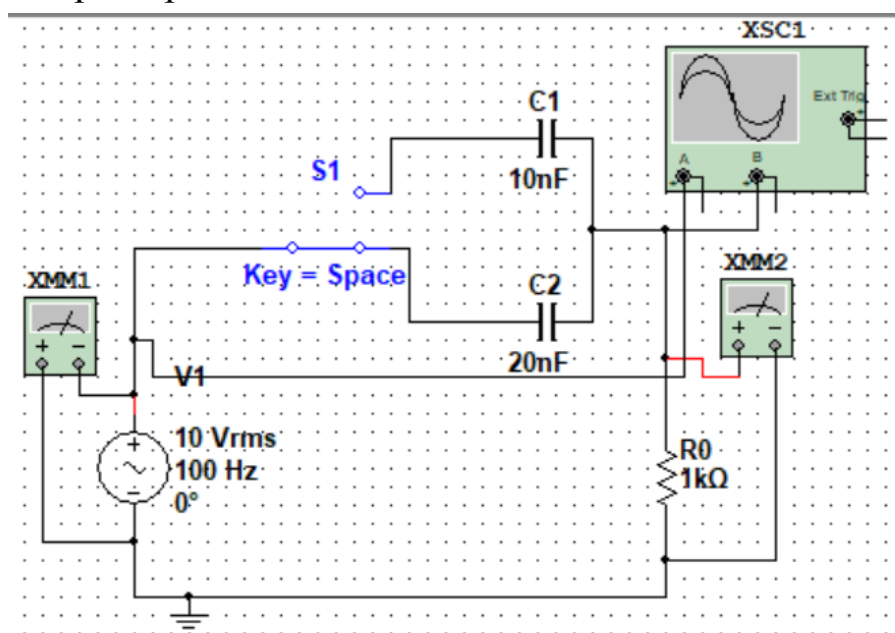 XSC1
Ext Trig
A
B
C1
10nF
S1
Key = Space
C2
20nF
XMM1
XMM2
V1
10 Vrms
100 Hz
0°
R0
1kΩ